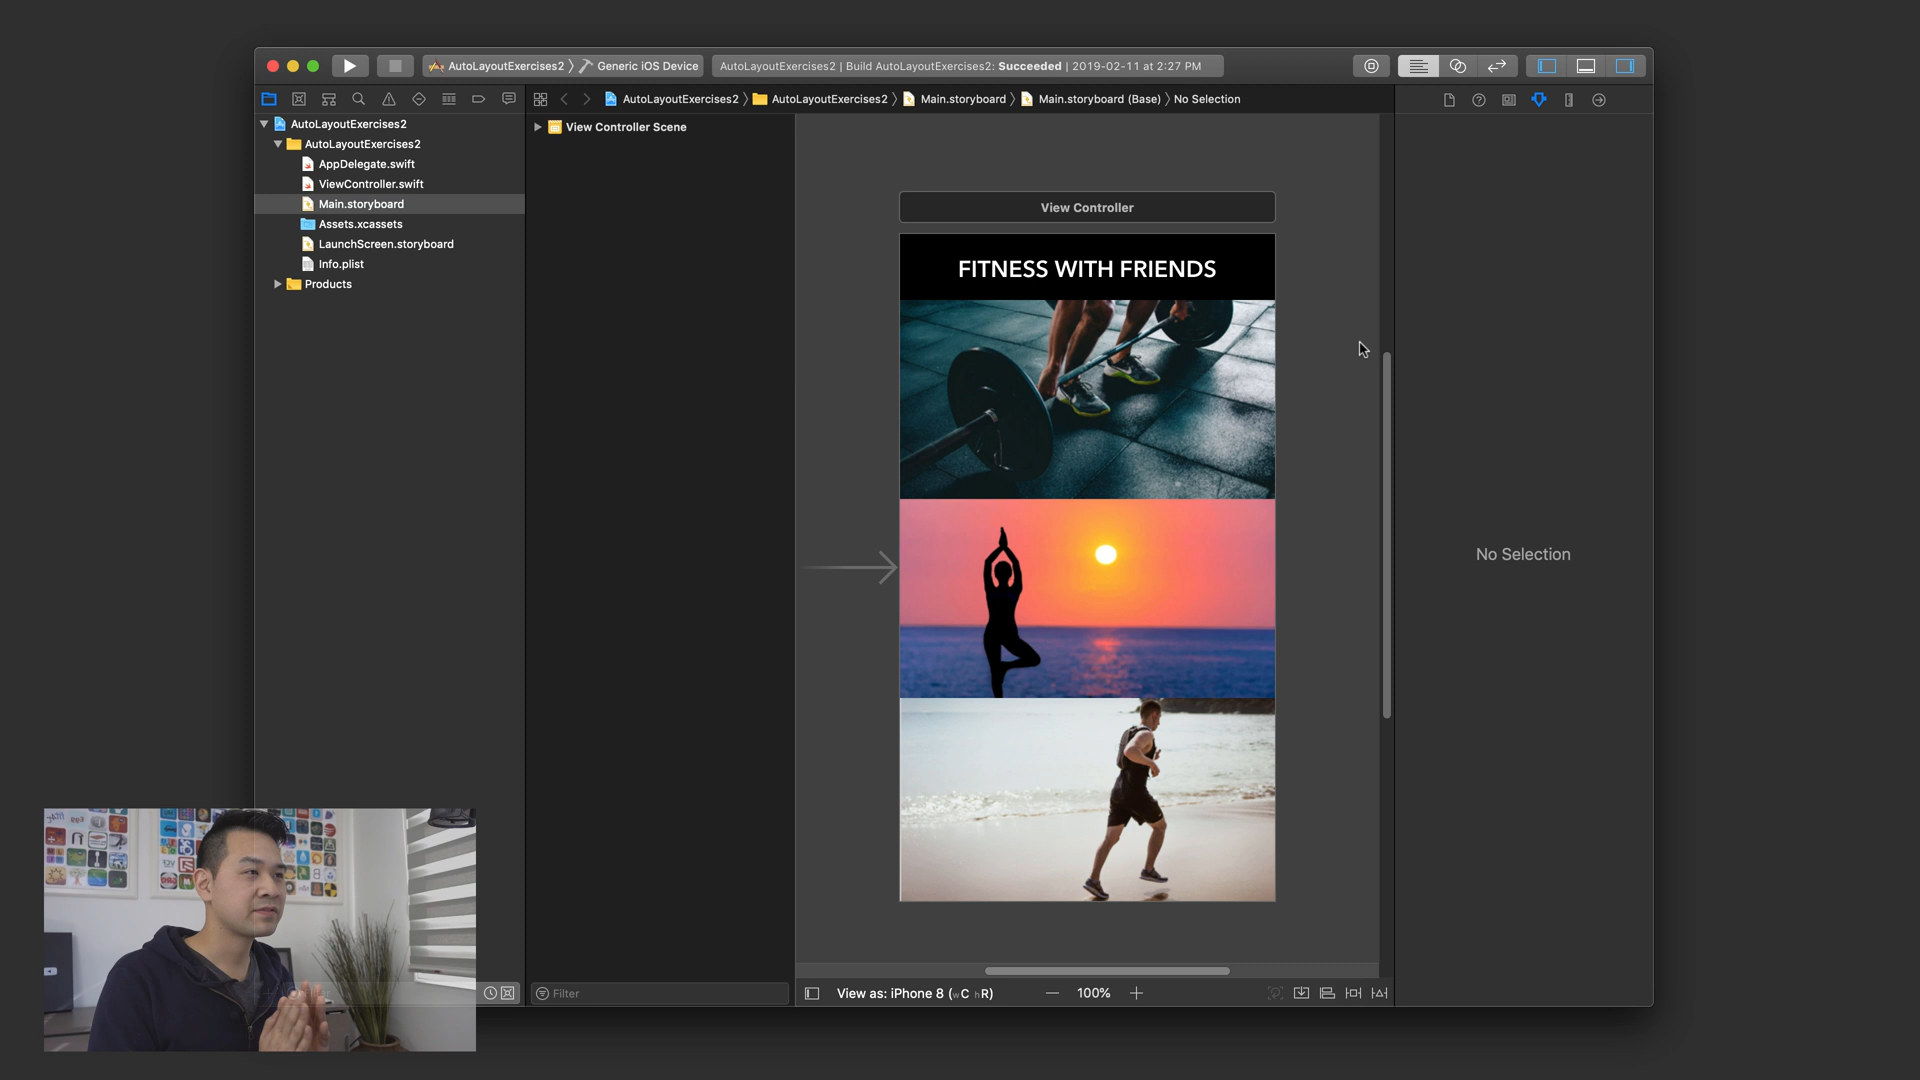 AutoLayoutExercises2 〉 Generic iOS Device
AutoLayoutExercises2 | Build AutoLayoutExercises2: Succeeded | 2019-02-11 at 2:27 PM
AutoLayoutExercises2 〉 AutoLayoutExercises2 〉 Main.storyboard 〉 Main.storyboard (Base) 〉 No Selection
AutoLayoutExercises2
AutoLayoutExercises2
AppDelegate.swift
ViewController.swift
Main.storyboard
Assets.xcassets
LaunchScreen.storyboard
Info.plist
Products
View Controller Scene
View Controller
FITNESS WITH FRIENDS
No Selection
Filter
View as: iPhone 8 (wC hR)
100%